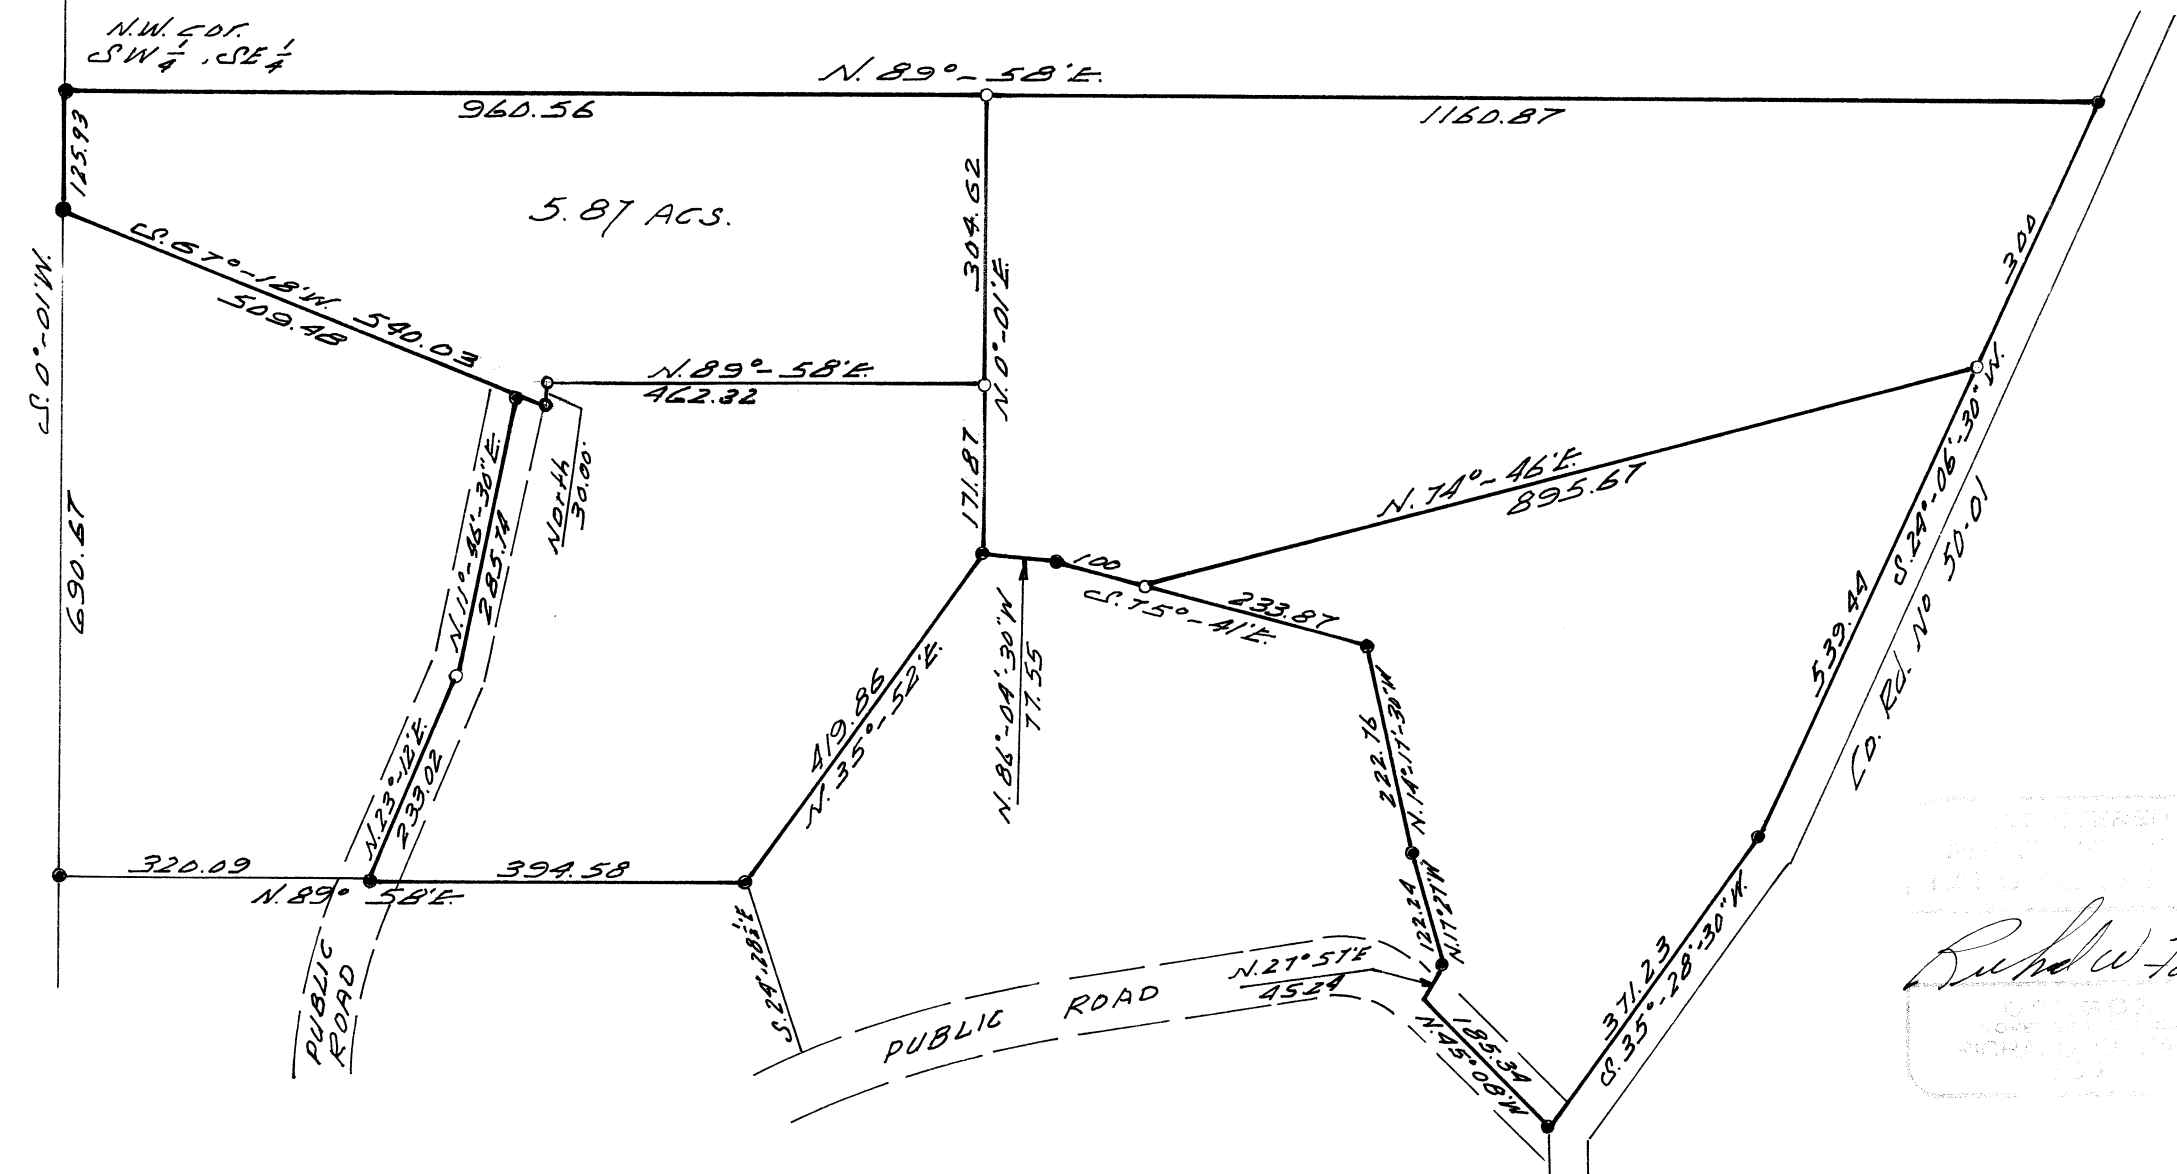 N.W. cor.
SW 1/4, SE 1/4
N. 89°-58'E.
960.56
1160.87
125.93
5.87 ACS.
304.62
N. 0°-01'E.
S. 67°-18'W. 540.03
509.48
S. 0°-01'W.
N. 89°-58'E.
462.32
300
171.87
North
30.00
N. 11°-46'-30"E.
285.74
N. 74°-46'E.
895.67
S. 24°-06'-30"W.
539.44
Co. Rd. No 50-01
690.67
100
S. 75°-41'E.
233.87
N. 86°-04'-30"W
77.55
419.86
N. 35°-52'E.
222.76
N. 14°-17'-30"W
N. 23°-12'E.
233.02
320.09
394.58
N. 89° 58'E.
122.24
N. 17°27'W
S. 24°,28½'E
N. 27°57'E
45.24
PUBLIC ROAD
PUBLIC
ROAD
185.34
N. 45°08'W
371.23
S. 35°-28'-30"W.